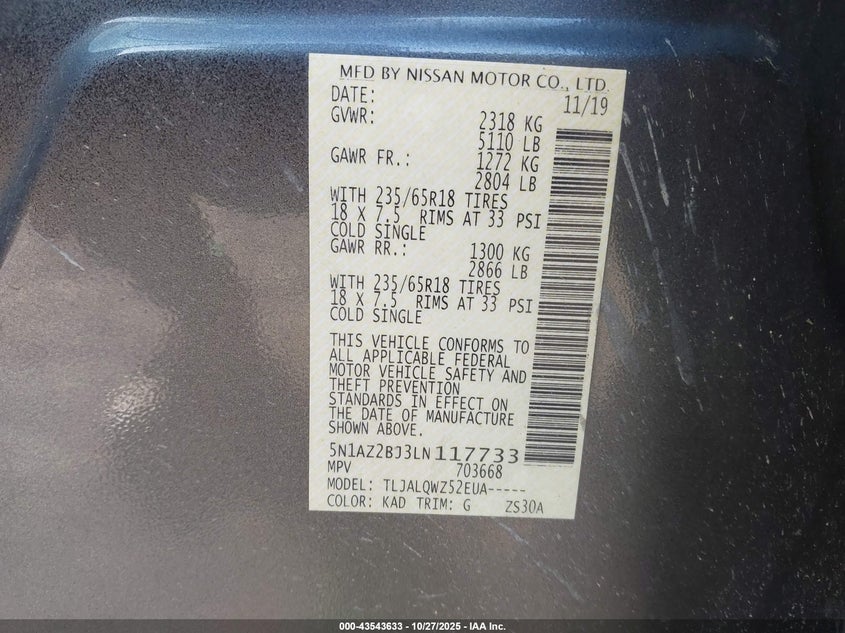 MFD BY NISSAN MOTOR CO., LTD.
DATE: 11/19
GVWR: 2318 KG
5110 LB
GAWR FR.: 1272 KG
2804 LB
WITH 235/65R18 TIRES
18 X 7.5 RIMS AT 33 PSI
COLD SINGLE
GAWR RR.: 1300 KG
2866 LB
WITH 235/65R18 TIRES
18 X 7.5 RIMS AT 33 PSI
COLD SINGLE
THIS VEHICLE CONFORMS TO
ALL APPLICABLE FEDERAL
MOTOR VEHICLE SAFETY AND
THEFT PREVENTION
STANDARDS IN EFFECT ON
THE DATE OF MANUFACTURE
SHOWN ABOVE.
5N1AZ2BJ3LN117733
MPV 703668
MODEL: TLJALQWZ52EUA-----
COLOR: KAD TRIM: G ZS30A
000-43543633 - 10/27/2025 - IAA Inc.